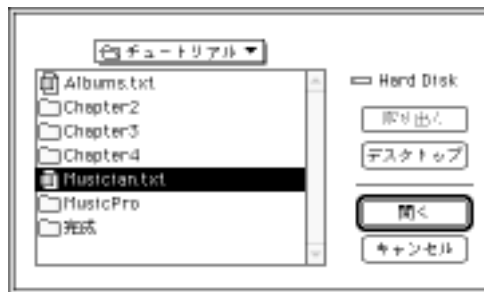 チュートリアル
Albums.txt
Chapter2
Chapter3
Chapter4
Musician.txt
MusicPro
完成
Hard Disk
取り出し
デスクトップ
開く
キャンセル